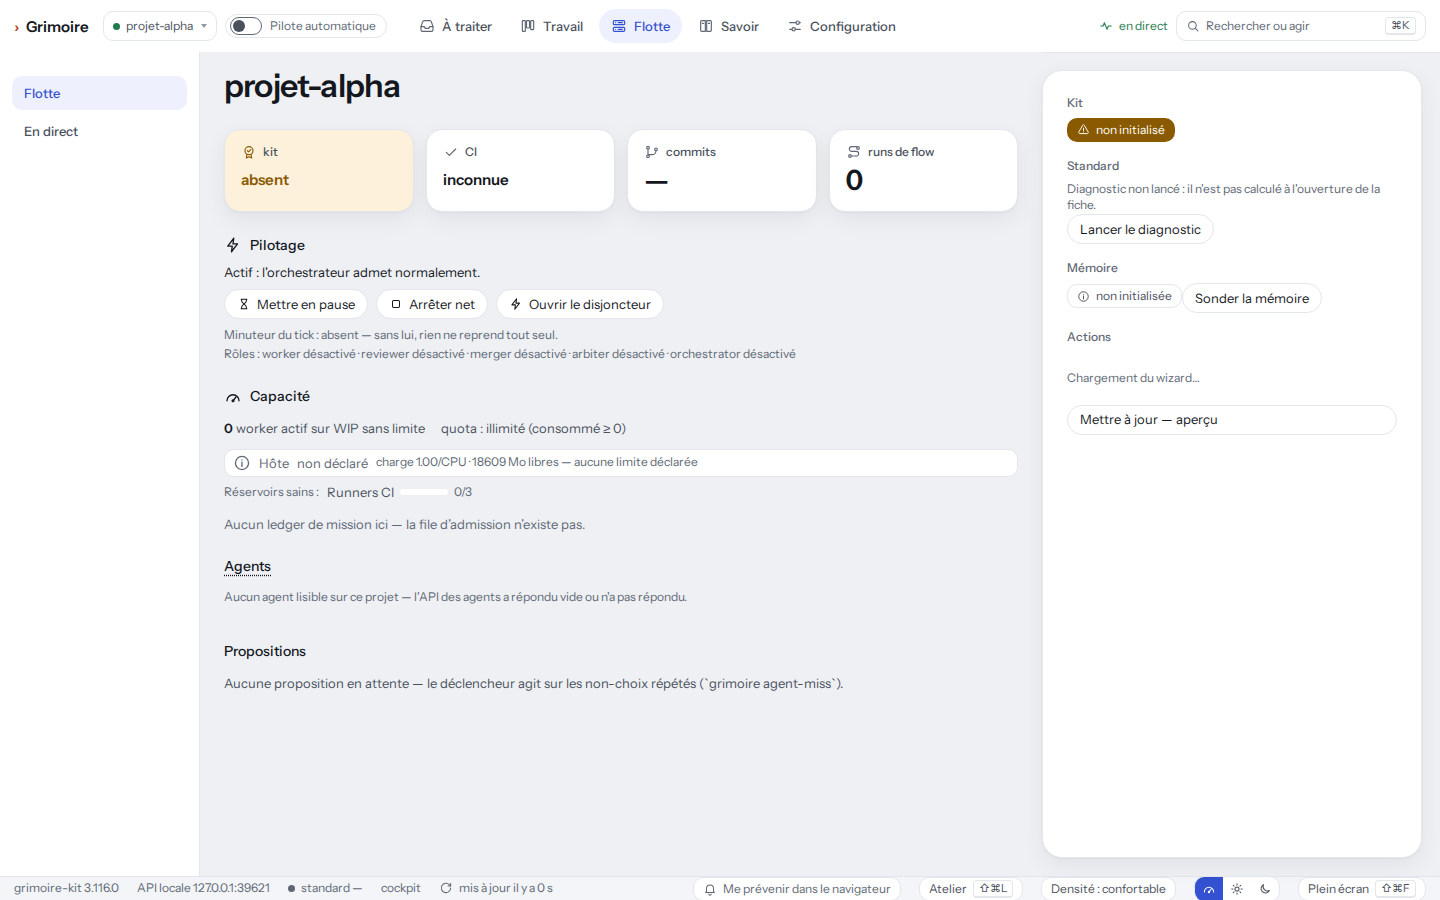 › Grimoire
projet-alpha
Pilote automatique
À traiter
Travail
Flotte
Savoir
Configuration
en direct
Rechercher ou agir
⌘K
Flotte
En direct
projet-alpha
kit
absent
CI
inconnue
commits
—
runs de flow
0
Pilotage
Actif : l'orchestrateur admet normalement.
Mettre en pause
Arrêter net
Ouvrir le disjoncteur
Minuteur du tick : absent — sans lui, rien ne reprend tout seul.
Rôles : worker désactivé · reviewer désactivé · merger désactivé · arbiter désactivé · orchestrator désactivé
Capacité
0 worker actif sur WIP sans limite quota : illimité (consommé ≥ 0)
Hôte non déclaré charge 1.00/CPU · 18609 Mo libres — aucune limite déclarée
Réservoirs sains : Runners CI 0/3
Aucun ledger de mission ici — la file d'admission n'existe pas.
Agents
Aucun agent lisible sur ce projet — l'API des agents a répondu vide ou n'a pas répondu.
Propositions
Aucune proposition en attente — le déclencheur agit sur les non-choix répétés (`grimoire agent-miss`).
Kit
non initialisé
Standard
Diagnostic non lancé : il n'est pas calculé à l'ouverture de la
fiche.
Lancer le diagnostic
Mémoire
non initialisée
Sonder la mémoire
Actions
Chargement du wizard…
Mettre à jour — aperçu
grimoire-kit 3.116.0
API locale 127.0.0.1:39621
standard —
cockpit
mis à jour il y a 0 s
Me prévenir dans le navigateur
Atelier ⇧⌘L
Densité : confortable
Plein écran ⇧⌘F